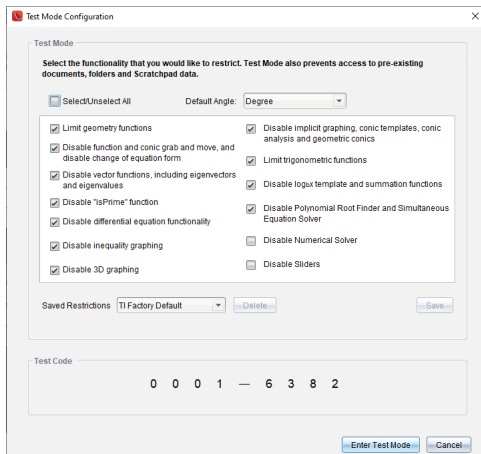 Test Mode Configuration
Test Mode
Select the functionality that you would like to restrict. Test Mode also prevents access to pre-existing
documents, folders and Scratchpad data.
Select/Unselect All
Default Angle: Degree
Limit geometry functions
Disable function and conic grab and move, and
disable change of equation form
Disable vector functions, including eigenvectors
and eigenvalues
Disable "isPrime" function
Disable differential equation functionality
Disable inequality graphing
Disable 3D graphing
Disable implicit graphing, conic templates, conic
analysis and geometric conics
Limit trigonometric functions
Disable logbx template and summation functions
Disable Polynomial Root Finder and Simultaneous
Equation Solver
Disable Numerical Solver
Disable Sliders
Saved Restrictions TI Factory Default Delete Save
Test Code
0 0 0 1 — 6 3 8 2
Enter Test Mode Cancel